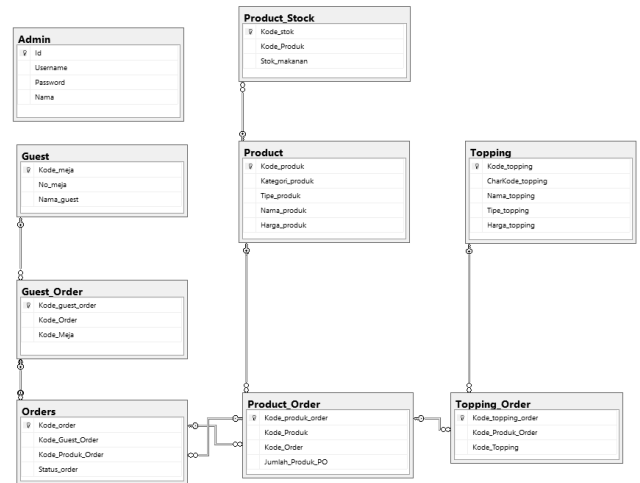 Product_Stock
Kode_stok
Kode_Produk
Stok_makanan
Admin
Id
Username
Password
Nama
Guest
Kode_meja
No_meja
Nama_guest
Product
Kode_produk
Kategori_produk
Tipe_produk
Nama_produk
Harga_produk
Topping
Kode_topping
CharKode_topping
Nama_topping
Tipe_topping
Harga_topping
Guest_Order
Kode_guest_order
Kode_Order
Kode_Meja
Orders
Kode_order
Kode_Guest_Order
Kode_Produk_Order
Status_order
Product_Order
Kode_produk_order
Kode_Produk
Kode_Order
Jumlah_Produk_PO
Topping_Order
Kode_topping_order
Kode_Produk_Order
Kode_Topping